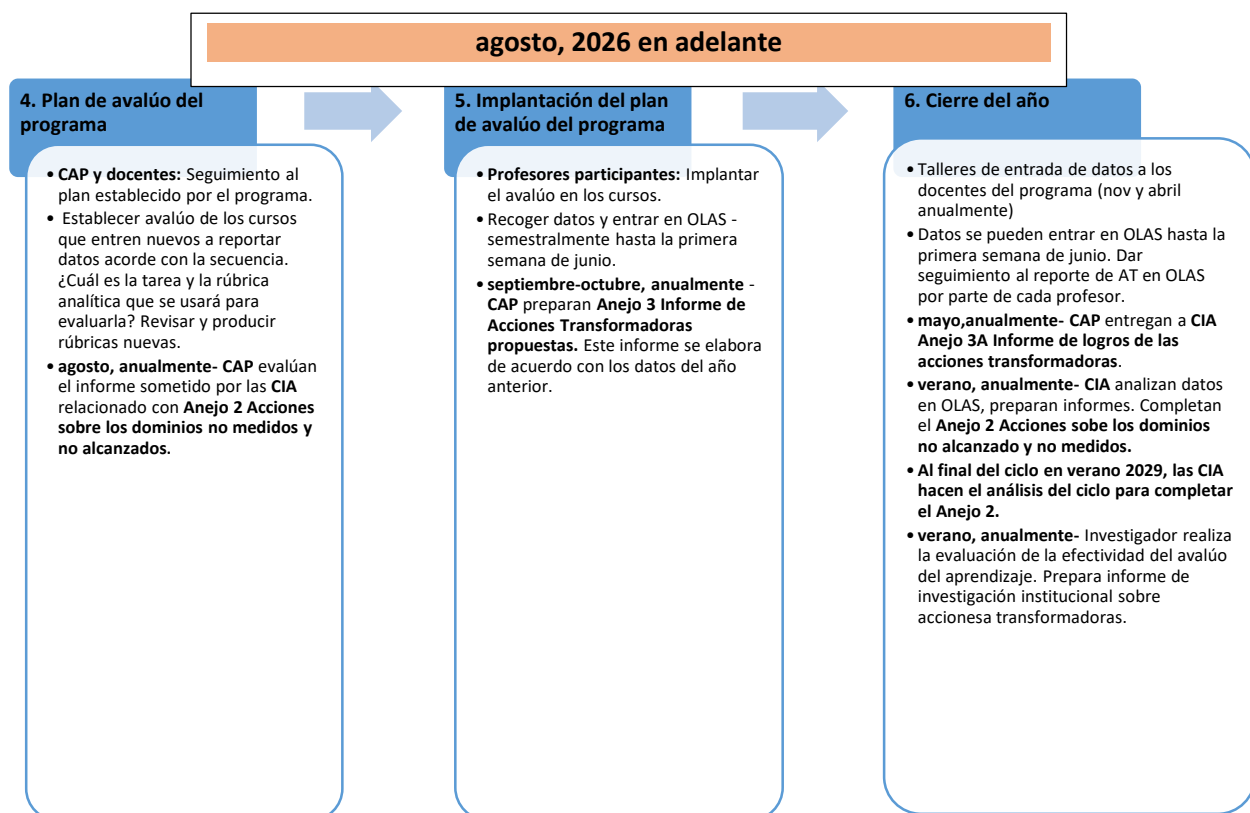 agosto, 2026 en adelante
4. Plan de avalúo del
programa
• CAP y docentes: Seguimiento al
plan establecido por el programa.
• Establecer avalúo de los cursos
que entren nuevos a reportar
datos acorde con la secuencia.
¿Cuál es la tarea y la rúbrica
analítica que se usará para
evaluarla? Revisar y producir
rúbricas nuevas.
• agosto, anualmente- CAP evalúan
el informe sometido por las CIA
relacionado con Anejo 2 Acciones
sobre los dominios no medidos y
no alcanzados.
5. Implantación del plan
de avalúo del programa
• Profesores participantes: Implantar
el avalúo en los cursos.
• Recoger datos y entrar en OLAS -
semestralmente hasta la primera
semana de junio.
• septiembre-octubre, anualmente -
CAP preparan Anejo 3 Informe de
Acciones Transformadoras
propuestas. Este informe se elabora
de acuerdo con los datos del año
anterior.
6. Cierre del año
• Talleres de entrada de datos a los
docentes del programa (nov y abril
anualmente)
• Datos se pueden entrar en OLAS hasta la
primera semana de junio. Dar
seguimiento al reporte de AT en OLAS
por parte de cada profesor.
• mayo,anualmente- CAP entregan a CIA
Anejo 3A Informe de logros de las
acciones transformadoras.
• verano, anualmente- CIA analizan datos
en OLAS, preparan informes. Completan
el Anejo 2 Acciones sobe los dominios
no alcanzado y no medidos.
• Al final del ciclo en verano 2029, las CIA
hacen el análisis del ciclo para completar
el Anejo 2.
• verano, anualmente- Investigador realiza
la evaluación de la efectividad del avalúo
del aprendizaje. Prepara informe de
investigación institucional sobre
accionesa transformadoras.